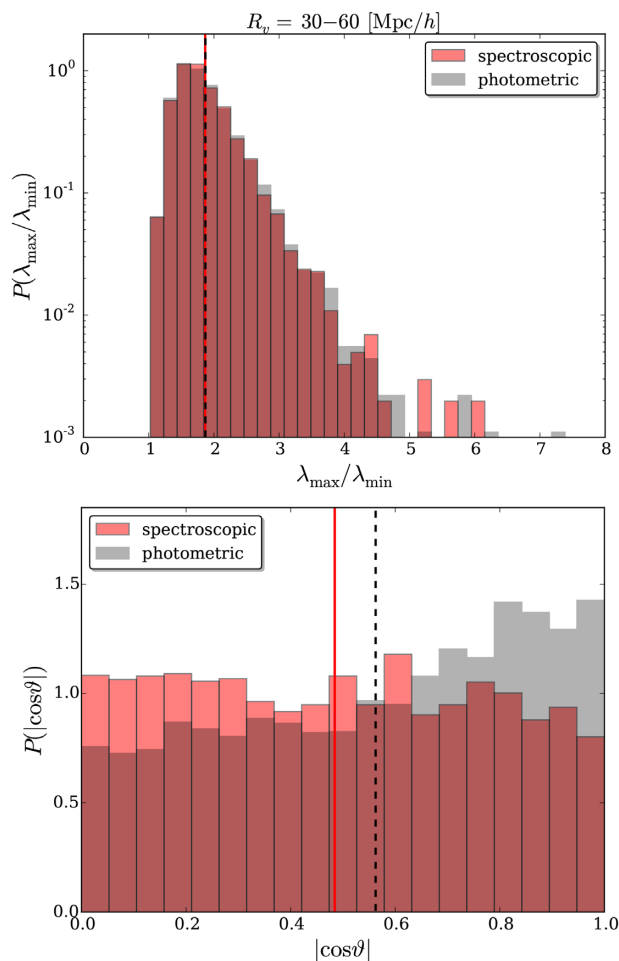 R_v = 30–60 [Mpc/h]
spectroscopic
photometric
P(λ_max/λ_min)
10^0
10^-1
10^-2
10^-3
0 1 2 3 4 5 6 7 8
λ_max/λ_min
spectroscopic
photometric
P(|cosϑ|)
1.5
1.0
0.5
0.0
0.0 0.2 0.4 0.6 0.8 1.0
|cosϑ|